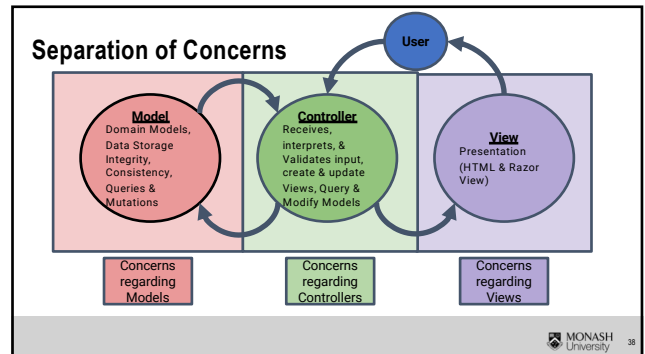 Separation of Concerns
User
Model
Domain Models,
Data Storage
Integrity,
Consistency,
Queries &
Mutations
Controller
Receives,
interprets, &
Validates input,
create & update
Views, Query &
Modify Models
View
Presentation
(HTML & Razor
View)
Concerns
regarding
Models
Concerns
regarding
Controllers
Concerns
regarding
Views
MONASH
University
38